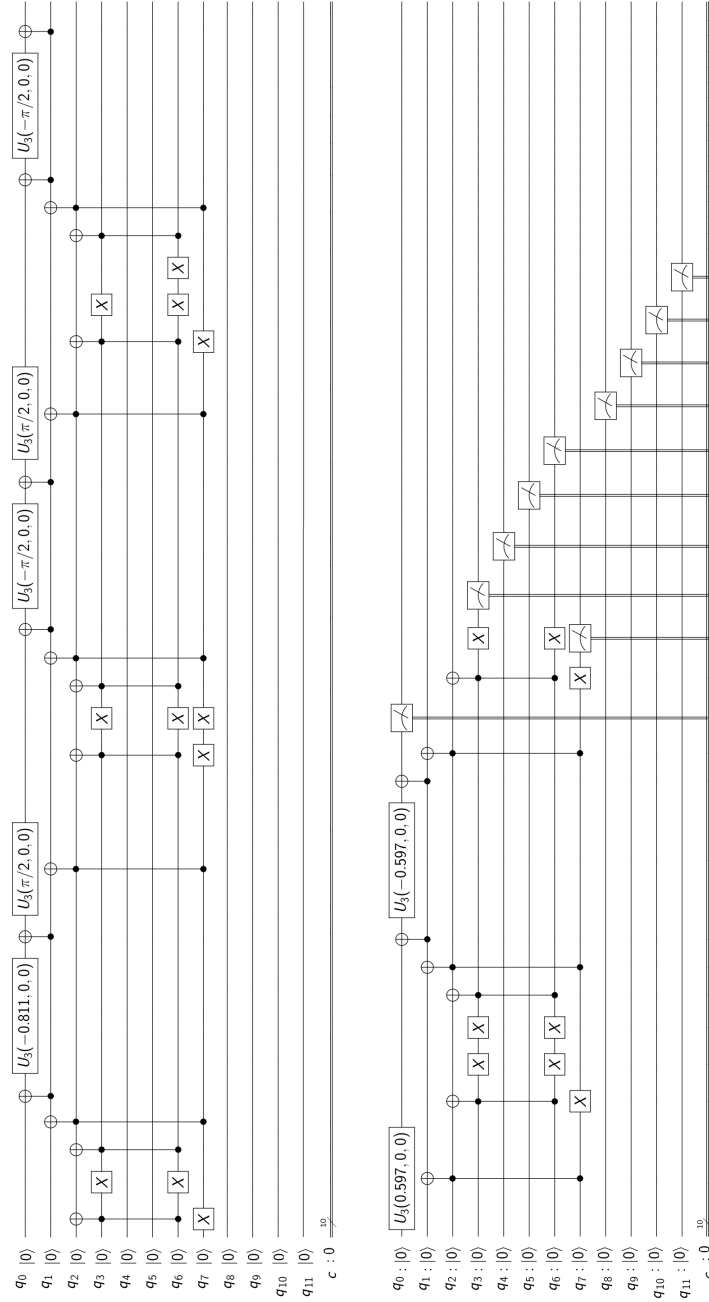 q₀ |0⟩ U₃(−0.811, 0, 0) U₃(π/2, 0, 0) U₃(−π/2, 0, 0) U₃(π/2, 0, 0) U₃(−π/2, 0, 0)
q₁ |0⟩
q₂ |0⟩
q₃ |0⟩ X X X
q₄ |0⟩
q₅ |0⟩
q₆ |0⟩ X X X X
q₇ |0⟩ X X X X
q₈ |0⟩
q₉ |0⟩
q₁₀ |0⟩
q₁₁ |0⟩
c : 0 10
q₀ : |0⟩ U₃(0.597, 0, 0) U₃(−0.597, 0, 0)
q₁ : |0⟩
q₂ : |0⟩
q₃ : |0⟩ X X X
q₄ : |0⟩
q₅ : |0⟩
q₆ : |0⟩ X X X
q₇ : |0⟩ X X
q₈ : |0⟩
q₉ : |0⟩
q₁₀ : |0⟩
q₁₁ : |0⟩
c : 0 10